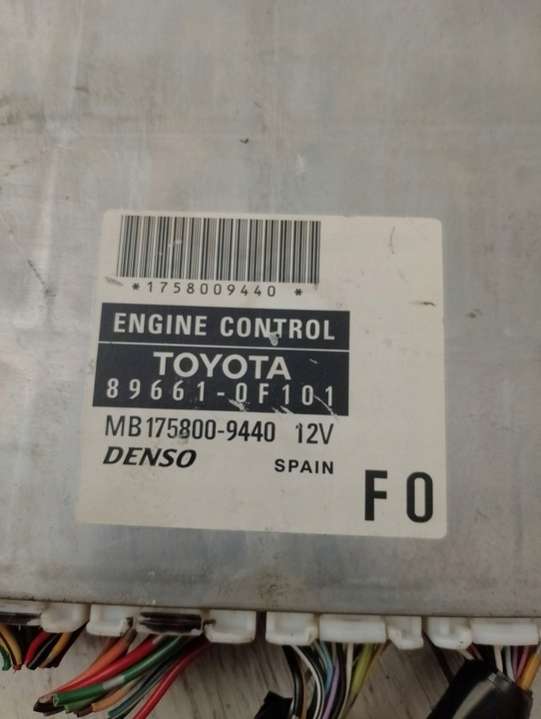 *1758009440*
ENGINE CONTROL
TOYOTA
89661-0F101
MB175800-9440 12V
DENSO SPAIN
F0